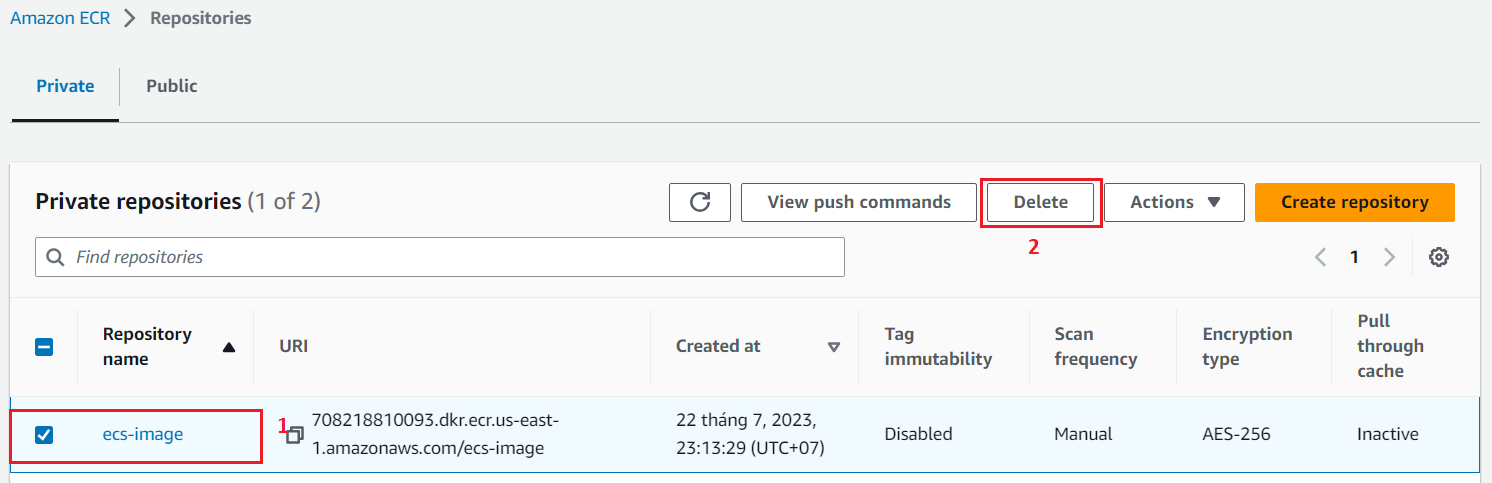 Amazon ECR > Repositories
Private Public
Private repositories (1 of 2) View push commands Delete Actions Create repository
2
Find repositories 1
Repository name URI Created at Tag immutability Scan frequency Encryption type Pull through cache
ecs-image 1 708218810093.dkr.ecr.us-east-1.amazonaws.com/ecs-image 22 tháng 7, 2023, 23:13:29 (UTC+07) Disabled Manual AES-256 Inactive